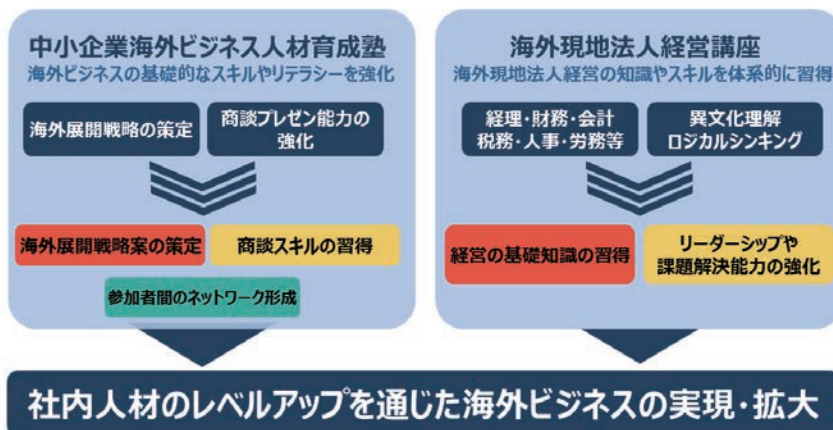 中小企業海外ビジネス人材育成塾
海外ビジネスの基礎的なスキルやリテラシーを強化
海外展開戦略の策定
商談プレゼン能力の
強化
海外展開戦略案の策定
商談スキルの習得
参加者間のネットワーク形成
海外現地法人経営講座
海外現地法人経営の知識やスキルを体系的に習得
経理・財務・会計
税務・人事・労務等
異文化理解
ロジカルシンキング
経営の基礎知識の習得
リーダーシップや
課題解決能力の強化
社内人材のレベルアップを通じた海外ビジネスの実現・拡大